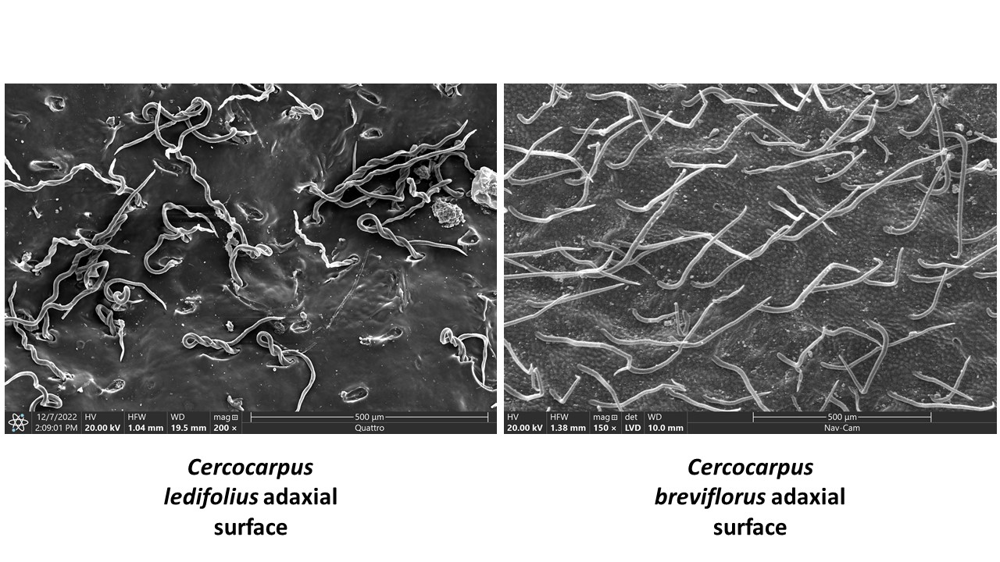 12/7/2022 HV HFW WD mag 500 µm
2:09:01 PM 20.00 kV 1.04 mm 19.5 mm 200 × Quattro
HV HFW mag det WD 500 µm
20.00 kV 1.38 mm 150 × LVD 10.0 mm Nav-Cam
Cercocarpus
ledifolius adaxial
surface
Cercocarpus
breviflorus adaxial
surface